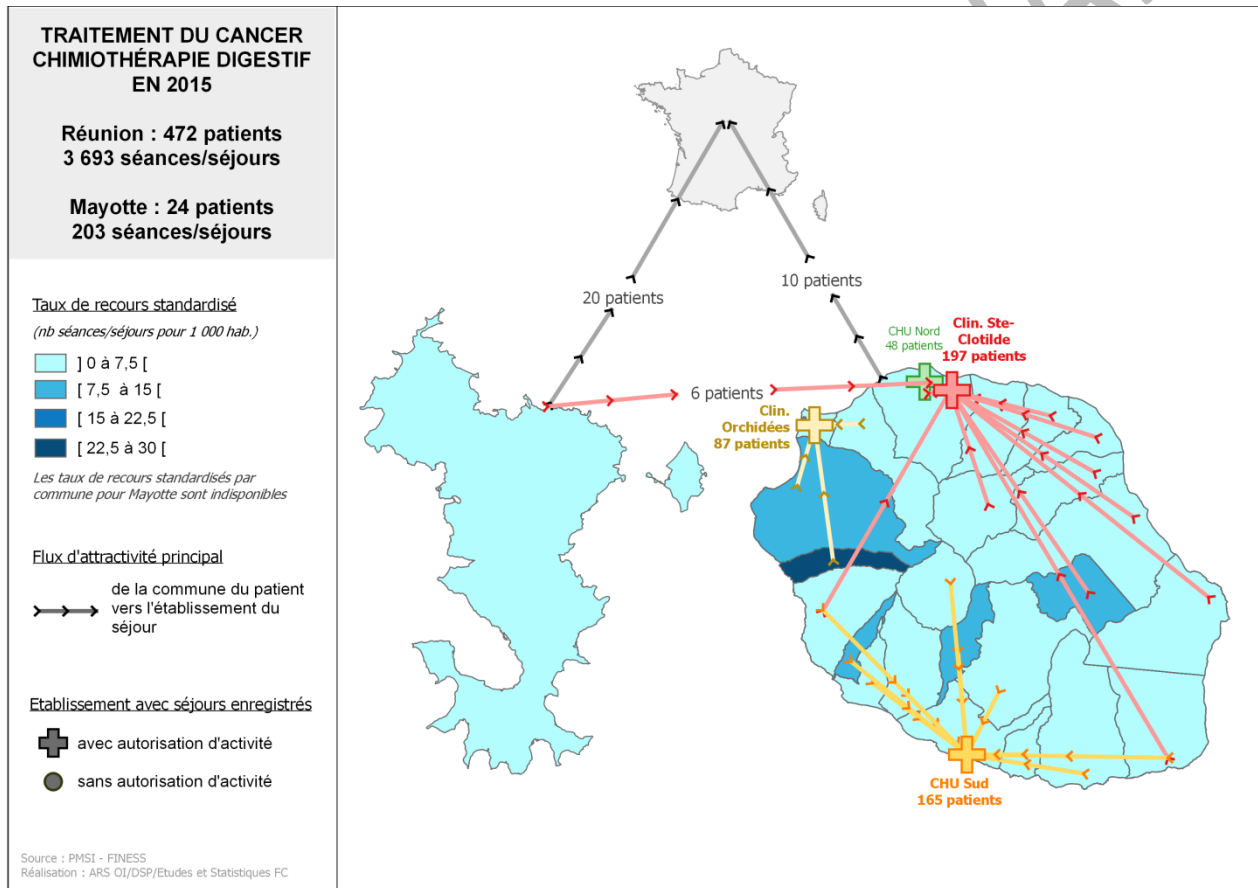 TRAITEMENT DU CANCER
CHIMIOTHÉRAPIE DIGESTIF
EN 2015
Réunion : 472 patients
3 693 séances/séjours
Mayotte : 24 patients
203 séances/séjours
Taux de recours standardisé
(nb séances/séjours pour 1 000 hab.)
] 0 à 7,5 [
[ 7,5 à 15 [
[ 15 à 22,5 [
[ 22,5 à 30 [
Les taux de recours standardisés par
commune pour Mayotte sont indisponibles
Flux d'attractivité principal
de la commune du patient
vers l'établissement du
séjour
Etablissement avec séjours enregistrés
avec autorisation d'activité
sans autorisation d'activité
Source : PMSI - FINESS
Réalisation : ARS OI/DSP/Etudes et Statistiques FC
20 patients
10 patients
6 patients
CHU Nord
48 patients
Clin. Ste-
Clotilde
197 patients
Clin.
Orchidées
87 patients
CHU Sud
165 patients